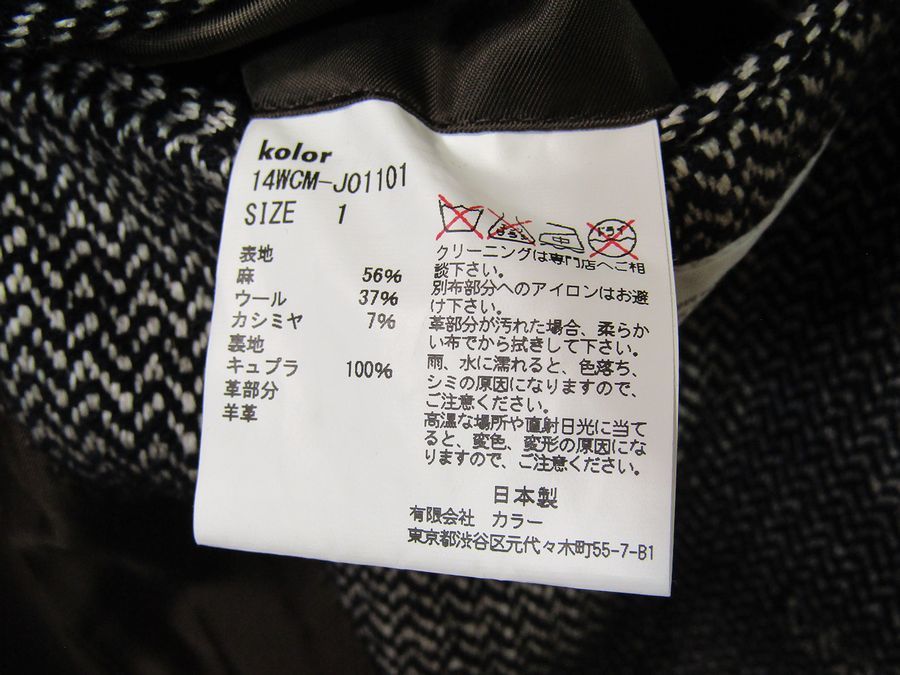 kolor
14WCM-J01101
SIZE 1
表地
麻 56%
ウール 37%
カシミヤ 7%
裏地
キュプラ 100%
革部分
羊革
ドライ
クリーニングは専門店へご相
談下さい。
別布部分へのアイロンはお避
け下さい。
革部分が汚れた場合、柔らか
い布でから拭きして下さい。
雨、水に濡れると、色落ち、
シミの原因になりますので、
ご注意ください。
高温な場所や直射日光に当て
ると、変色、変形の原因にな
りますので、ご注意ください。
日本製
有限会社 カラー
東京都渋谷区元代々木町55-7-B1